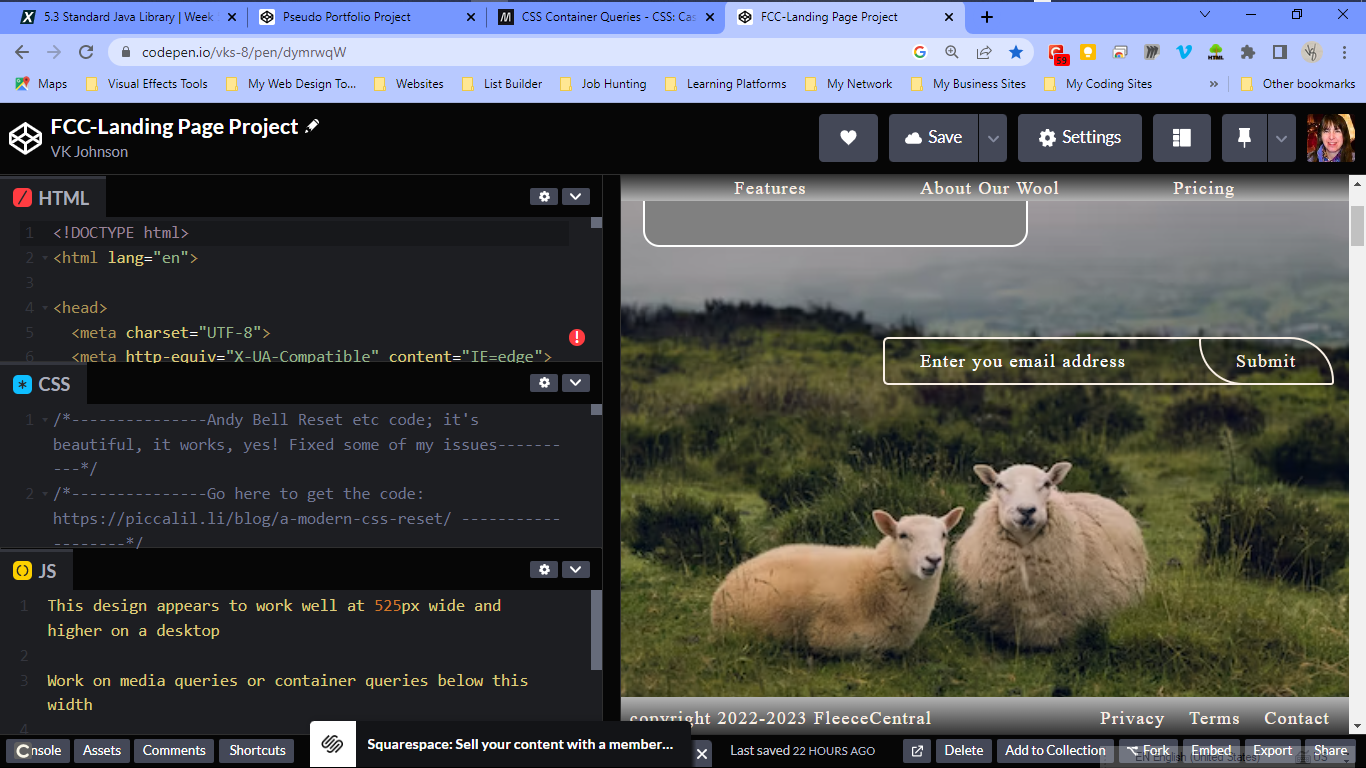 5.3 Standard Java Library | Week
Pseudo Portfolio Project
CSS Container Queries - CSS: Cas
FCC-Landing Page Project
codepen.io/vks-8/pen/dymrwqW
59
Maps
Visual Effects Tools
My Web Design To...
Websites
List Builder
Job Hunting
Learning Platforms
My Network
My Business Sites
My Coding Sites
»
Other bookmarks
FCC-Landing Page Project
VK Johnson
Save
Settings
HTML
1 <!DOCTYPE html>
2 <html lang="en">
3
4 <head>
5 <meta charset="UTF-8">
6 <meta http-equiv="X-UA-Compatible" content="IE=edge">
CSS
1 /*---------------Andy Bell Reset etc code; it's
beautiful, it works, yes! Fixed some of my issues-------
---*/
2 /*---------------Go here to get the code:
https://piccalil.li/blog/a-modern-css-reset/ -----------
--------*/
JS
1 This design appears to work well at 525px wide and
higher on a desktop
2
3 Work on media queries or container queries below this
width
4
Features About Our Wool Pricing
Enter you email address Submit
copyright 2022-2023 FleeceCentral Privacy Terms Contact
Console
Assets
Comments
Shortcuts
Squarespace: Sell your content with a member...
Last saved 22 HOURS AGO
Delete
Add to Collection
Fork
Embed
Export
Share
EN English (United States) US